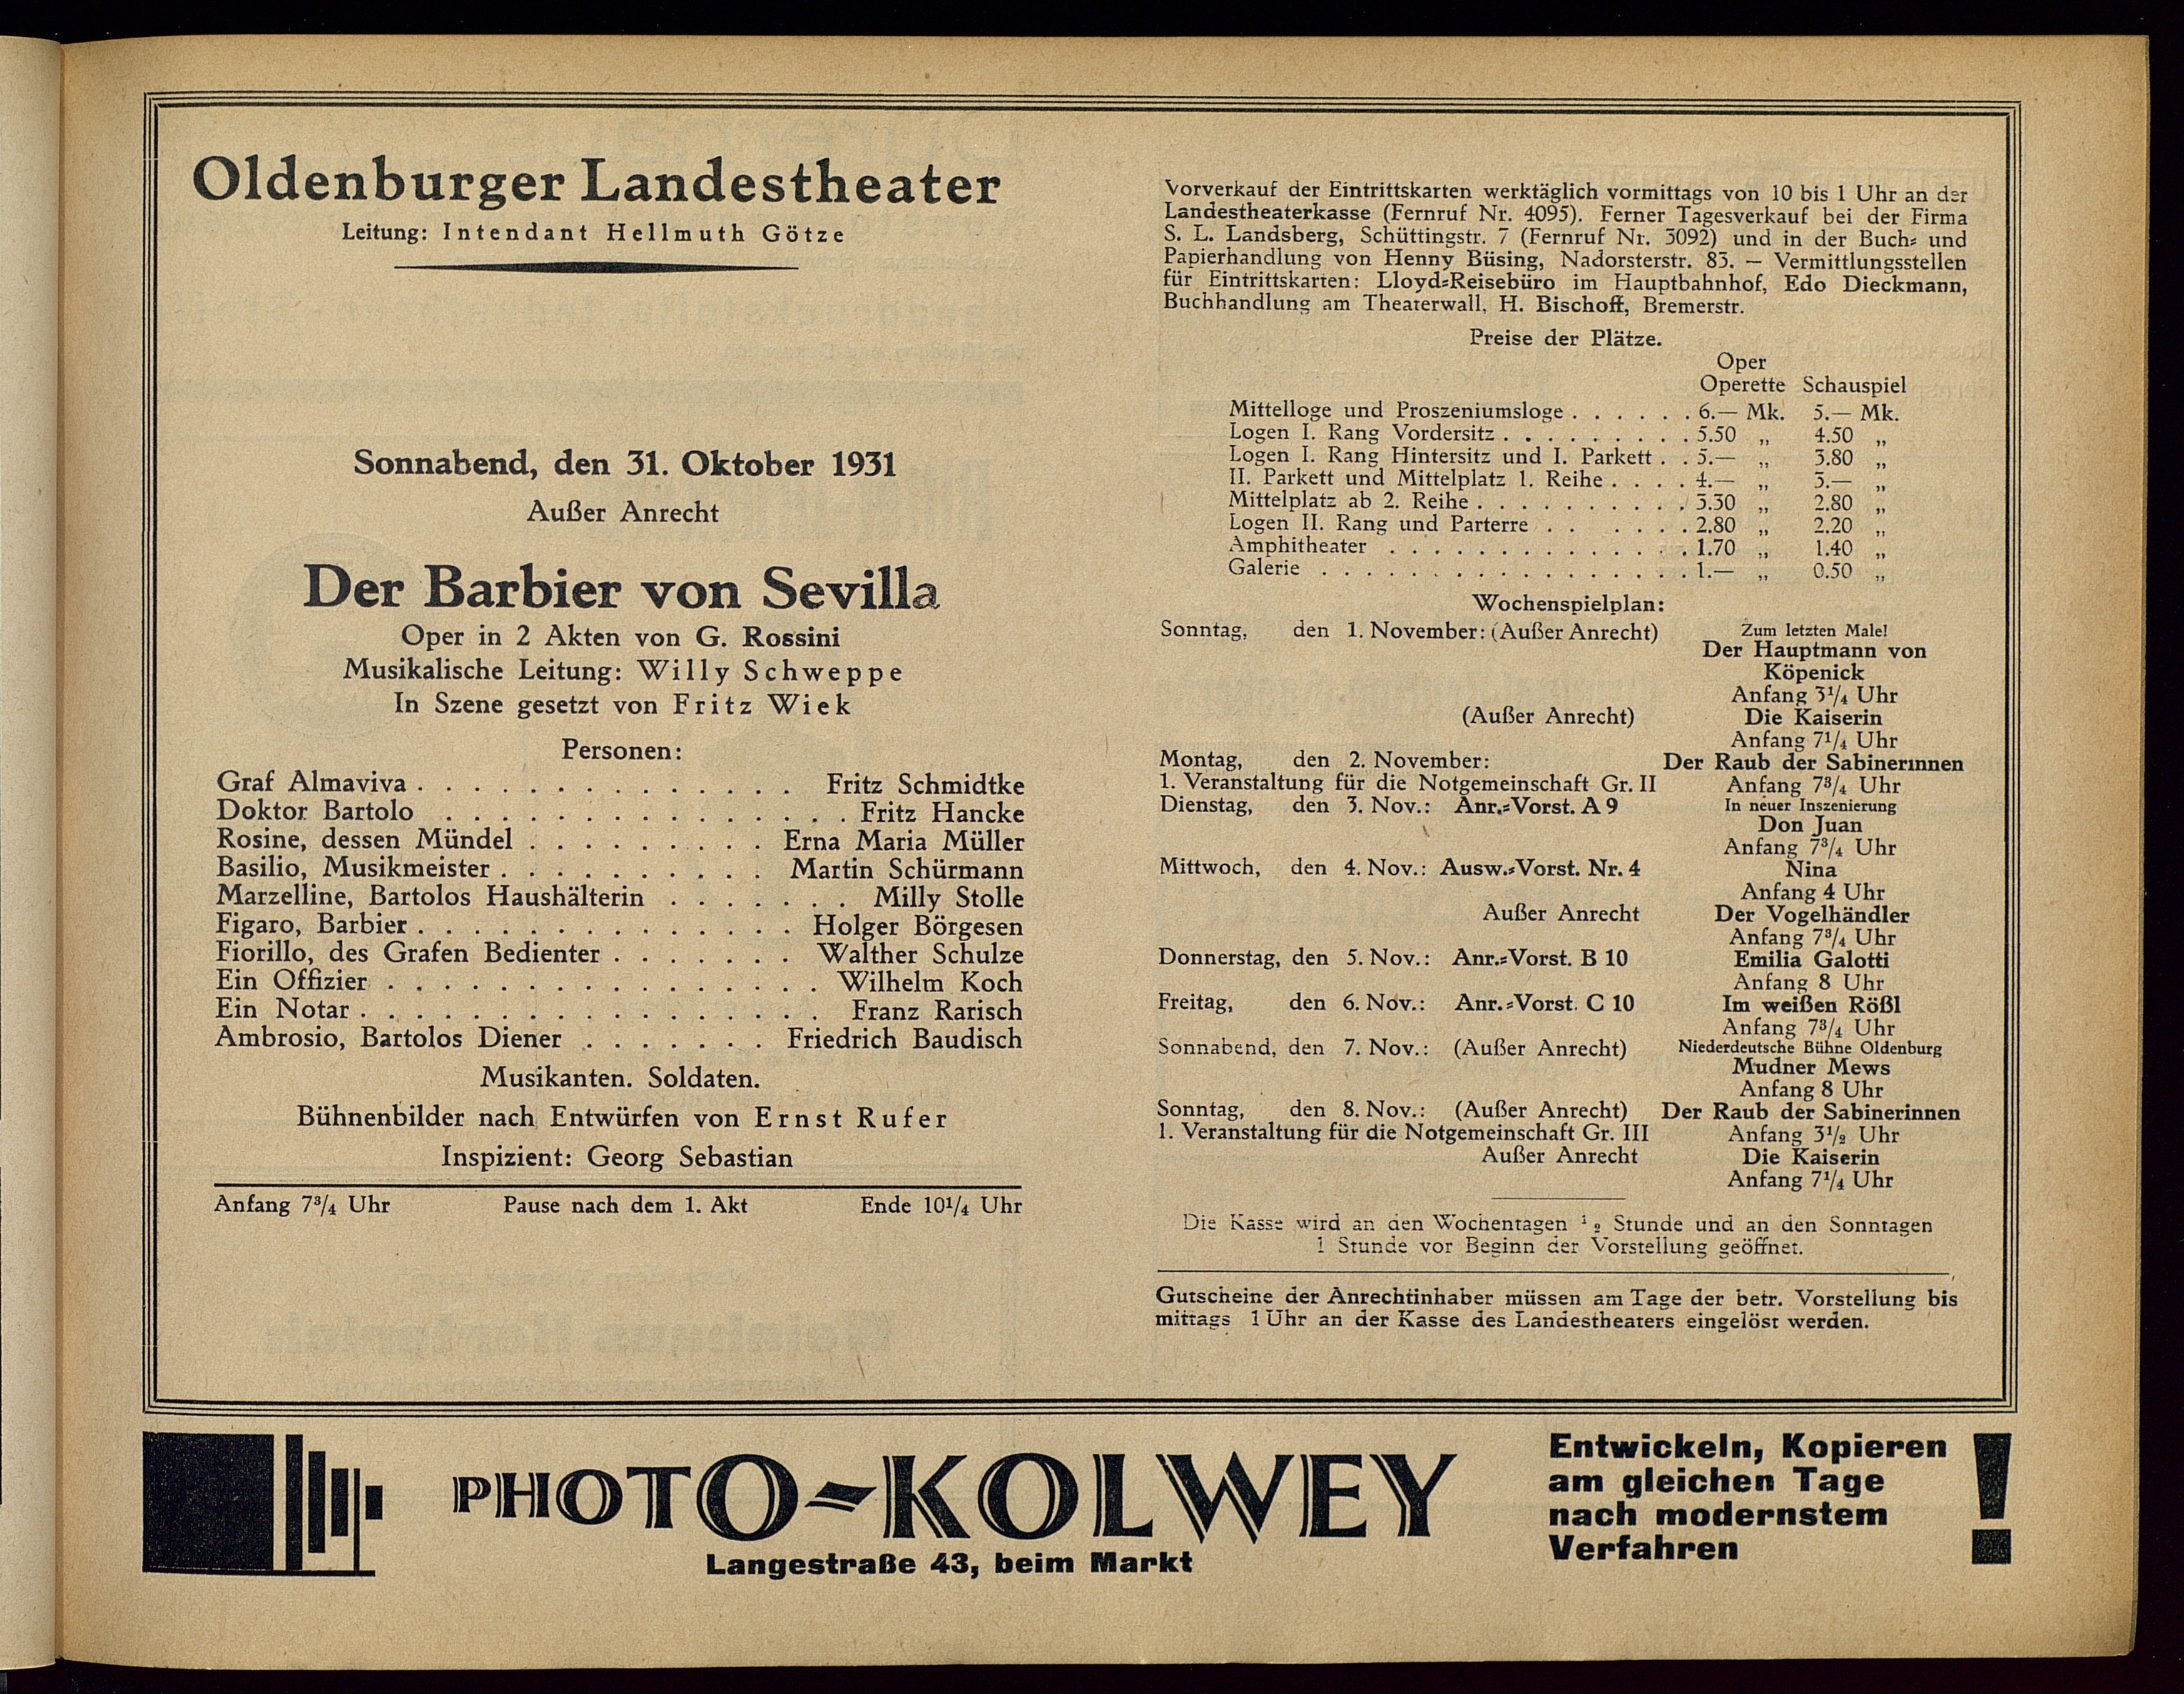 Oldenburger Landestheater
Leitung: Intendant Hellmuth Götze
Sonnabend, den 31. Oktober 1931
Außer Anrecht
Der Barbier von Sevilla
Oper in 2 Akten von G. Rossini
Musikalische Leitung: Willy Schweppe
In Szene gesetzt von Fritz Wiek
Personen:
Graf Almaviva . . . . . . . . . . . . . . Fritz Schmidtke
Doktor Bartolo . . . . . . . . . . . . . . . Fritz Hancke
Rosine, dessen Mündel . . . . . . . . . Erna Maria Müller
Basilio, Musikmeister . . . . . . . . . . Martin Schürmann
Marzelline, Bartolos Haushälterin . . . . . . . Milly Stolle
Figaro, Barbier . . . . . . . . . . . . . . Holger Börgesen
Fiorillo, des Grafen Bedienter . . . . . . . Walther Schulze
Ein Offizier . . . . . . . . . . . . . . . . Wilhelm Koch
Ein Notar . . . . . . . . . . . . . . . . . Franz Rarisch
Ambrosio, Bartolos Diener . . . . . . . Friedrich Baudisch
Musikanten. Soldaten.
Bühnenbilder nach Entwürfen von Ernst Rufer
Inspizient: Georg Sebastian
Anfang 7¾ Uhr Pause nach dem 1. Akt Ende 10¼ Uhr
Vorverkauf der Eintrittskarten werktäglich vormittags von 10 bis 1 Uhr an der
Landestheaterkasse (Fernruf Nr. 4095). Ferner Tagesverkauf bei der Firma
S. L. Landsberg, Schüttingstr. 7 (Fernruf Nr. 3092) und in der Buch- und
Papierhandlung von Henny Büsing, Nadorsterstr. 83. — Vermittlungsstellen
für Eintrittskarten: Lloyd-Reisebüro im Hauptbahnhof, Edo Dieckmann,
Buchhandlung am Theaterwall, H. Bischoff, Bremerstr.
Preise der Plätze.
Oper
Operette Schauspiel
Mittelloge und Proszeniumsloge . . . . . . 6.— Mk. 5.— Mk.
Logen I. Rang Vordersitz . . . . . . . . . 5.50 „ 4.50 „
Logen I. Rang Hintersitz und I. Parkett . . 5.— „ 3.80 „
II. Parkett und Mittelplatz 1. Reihe . . . . 4.— „ 3.— „
Mittelplatz ab 2. Reihe . . . . . . . . . . 3.30 „ 2.80 „
Logen II. Rang und Parterre . . . . . . 2.80 „ 2.20 „
Amphitheater . . . . . . . . . . . . . . 1.70 „ 1.40 „
Galerie . . . . . . . . . . . . . . . . . 1.— „ 0.50 „
Wochenspielplan:
Sonntag, den 1. November: (Außer Anrecht) Zum letzten Male!
Der Hauptmann von
Köpenick
Anfang 3¼ Uhr
(Außer Anrecht) Die Kaiserin
Anfang 7¼ Uhr
Montag, den 2. November: Der Raub der Sabinerinnen
1. Veranstaltung für die Notgemeinschaft Gr. II Anfang 7¾ Uhr
Dienstag, den 3. Nov.: Anr.-Vorst. A 9 In neuer Inszenierung
Don Juan
Anfang 7¾ Uhr
Mittwoch, den 4. Nov.: Ausw.-Vorst. Nr. 4 Nina
Anfang 4 Uhr
Außer Anrecht Der Vogelhändler
Anfang 7¾ Uhr
Donnerstag, den 5. Nov.: Anr.-Vorst. B 10 Emilia Galotti
Anfang 8 Uhr
Freitag, den 6. Nov.: Anr.-Vorst. C 10 Im weißen Rößl
Anfang 7¾ Uhr
Sonnabend, den 7. Nov.: (Außer Anrecht) Niederdeutsche Bühne Oldenburg
Mudner Mews
Anfang 8 Uhr
Sonntag, den 8. Nov.: (Außer Anrecht) Der Raub der Sabinerinnen
1. Veranstaltung für die Notgemeinschaft Gr. III Anfang 3½ Uhr
Außer Anrecht Die Kaiserin
Anfang 7¼ Uhr
Die Kasse wird an den Wochentagen ½ Stunde und an den Sonntagen
1 Stunde vor Beginn der Vorstellung geöffnet.
Gutscheine der Anrechtinhaber müssen am Tage der betr. Vorstellung bis
mittags 1 Uhr an der Kasse des Landestheaters eingelöst werden.
PHOTO-KOLWEY
Langestraße 43, beim Markt
Entwickeln, Kopieren
am gleichen Tage
nach modernstem
Verfahren !